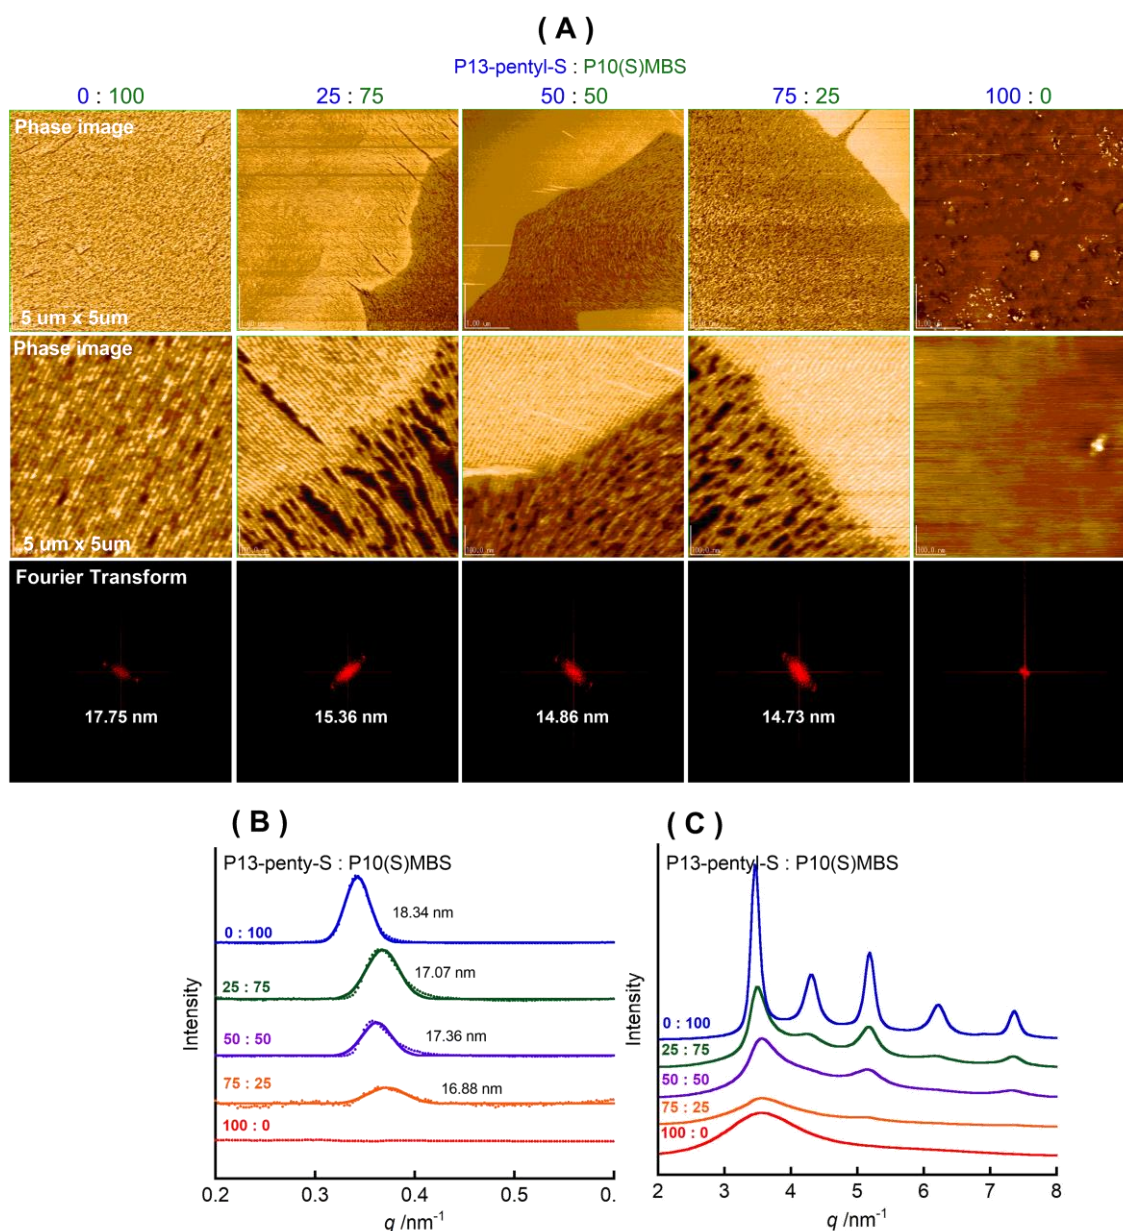 ( A )
P13-pentyl-S : P10(S)MBS
0 : 100 25 : 75 50 : 50 75 : 25 100 : 0
Phase image
5 um x 5um
Phase image
5 um x 5um
Fourier Transform
17.75 nm 15.36 nm 14.86 nm 14.73 nm
( B )
P13-penty-S : P10(S)MBS
18.34 nm
0 : 100
17.07 nm
25 : 75
17.36 nm
50 : 50
16.88 nm
75 : 25
100 : 0
Intensity
0.2 0.3 0.4 0.5 0.
q /nm-1
( C )
P13-pentyl-S : P10(S)MBS
0 : 100
25 : 75
50 : 50
75 : 25
100 : 0
Intensity
2 3 4 5 6 7 8
q /nm-1